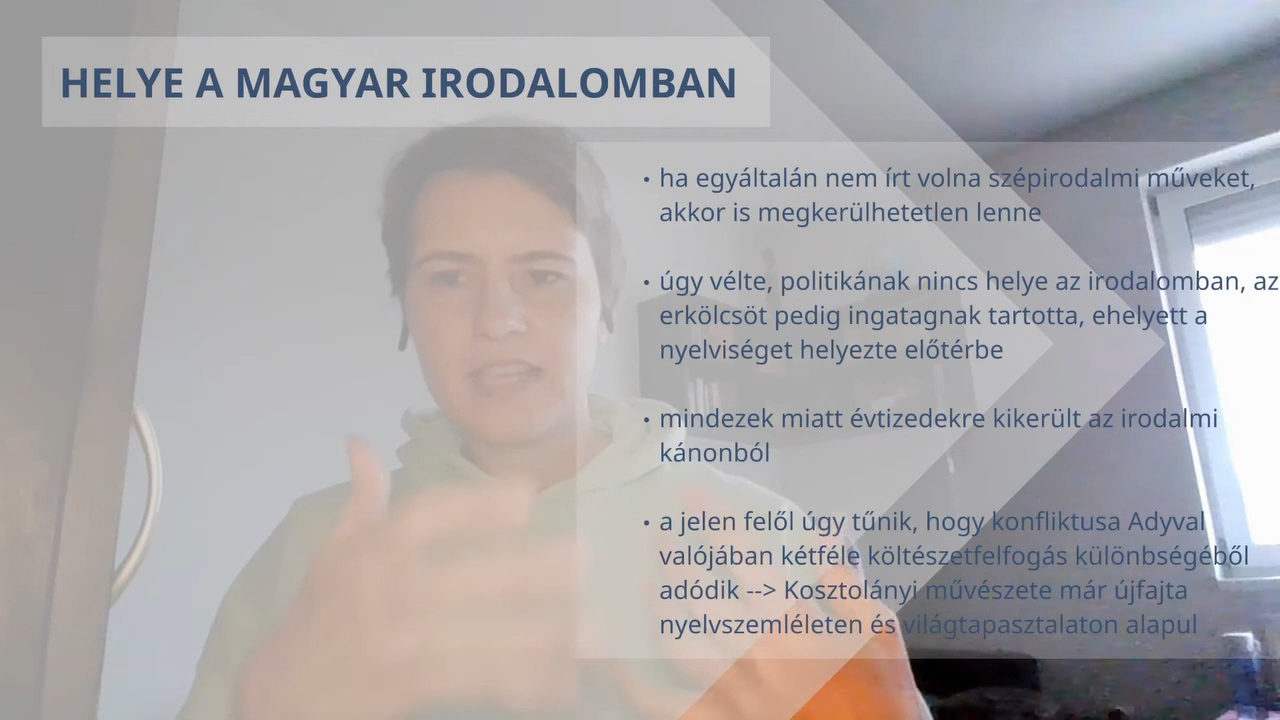 HELYE A MAGYAR IRODALOMBAN
• ha egyáltalán nem írt volna szépirodalmi műveket,
akkor is megkerülhetetlen lenne
• úgy vélte, politikának nincs helye az irodalomban, az
erkölcsöt pedig ingatagnak tartotta, ehelyett a
nyelviséget helyezte előtérbe
• mindezek miatt évtizedekre kikerült az irodalmi
kánonból
• a jelen felől úgy tűnik, hogy konfliktusa Adyval
valójában kétféle költészetfelfogás különbségéből
adódik --> Kosztolányi művészete már újfajta
nyelvszemléleten és világtapasztalaton alapul